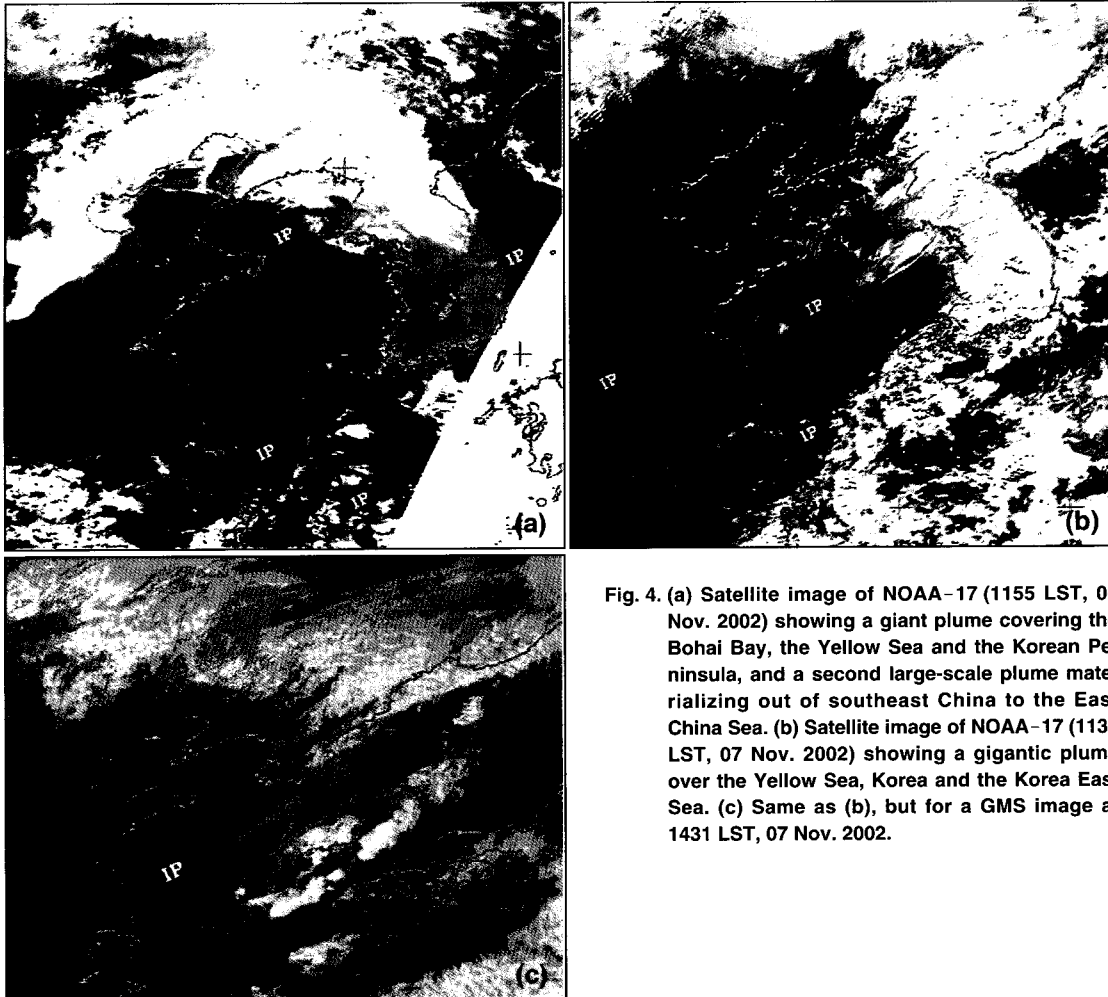 IP
IP
IP
IP
(a)
IP
IP
IP
(b)
IP
(c)
Fig. 4. (a) Satellite image of NOAA-17 (1155 LST, 0
Nov. 2002) showing a giant plume covering th
Bohai Bay, the Yellow Sea and the Korean Pe
ninsula, and a second large-scale plume mate
rializing out of southeast China to the Eas
China Sea. (b) Satellite image of NOAA-17 (113
LST, 07 Nov. 2002) showing a gigantic plum
over the Yellow Sea, Korea and the Korea Eas
Sea. (c) Same as (b), but for a GMS image a
1431 LST, 07 Nov. 2002.